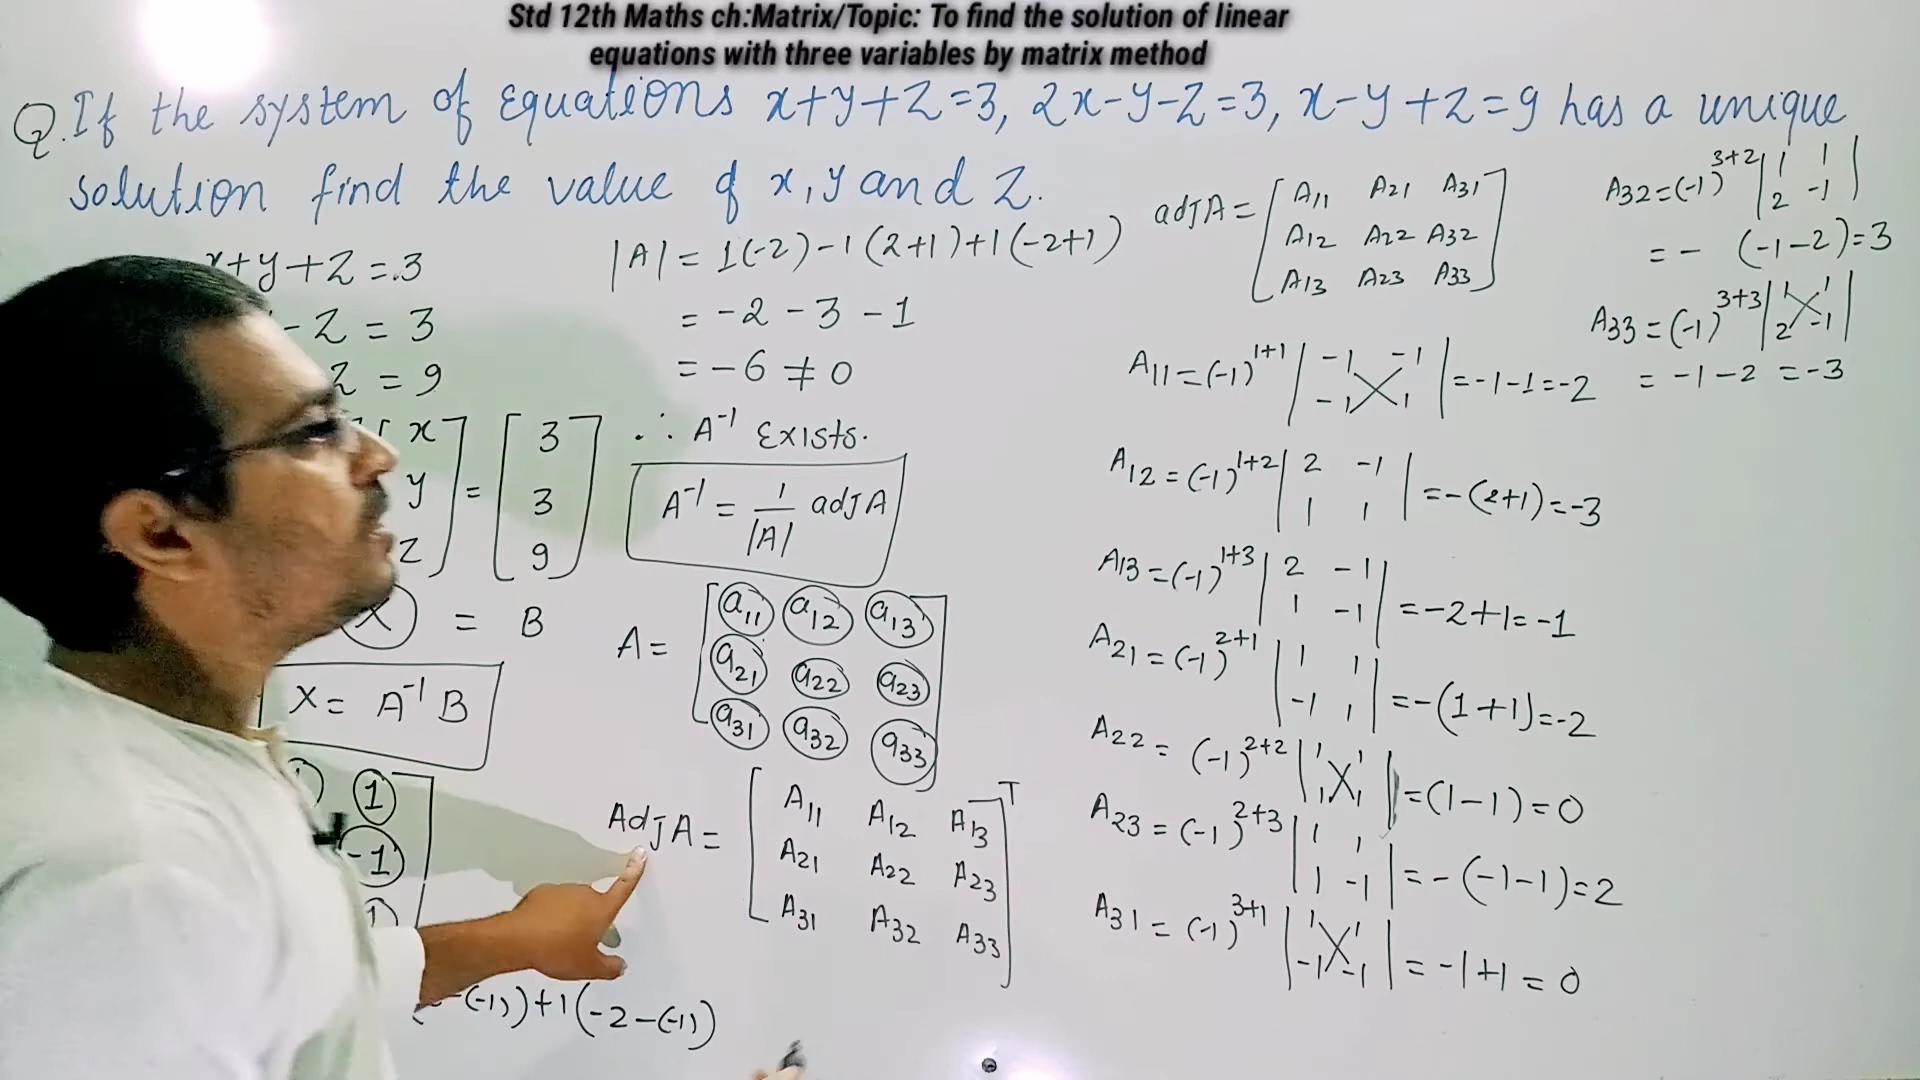 Std 12th Maths ch:Matrix/Topic: To find the solution of linear
equations with three variables by matrix method
Q. If the system of Equations x+y+z=3, 2x-y-z=3, x-y+z=9 has a unique
solution find the value of x, y and z.
x+y+z=3
-z=3
z=9
[x y z] = [3 3 9]
X = B
X = A⁻¹B
1
-1
1
-(-1))+1(-2-(-1))
|A| = 1(-2)-1(2+1)+1(-2+1)
= -2-3-1
= -6 ≠ 0
∴ A⁻¹ Exists.
A⁻¹ = 1/|A| adjA
A = [a11 a12 a13
a21 a22 a23
a31 a32 a33]
AdjA = [A11 A12 A13
A21 A22 A23
A31 A32 A33]ᵀ
adjA = [A11 A21 A31
A12 A22 A32
A13 A23 A33]
A11 = (-1)¹⁺¹ |-1 -1
-1 1| = -1-1 = -2
A12 = (-1)¹⁺² |2 -1
1 1| = -(2+1) = -3
A13 = (-1)¹⁺³ |2 -1
1 -1| = -2+1 = -1
A21 = (-1)²⁺¹ |1 1
-1 1| = -(1+1) = -2
A22 = (-1)²⁺² |1 1
1 1| = (1-1) = 0
A23 = (-1)²⁺³ |1 1
1 -1| = -(-1-1) = 2
A31 = (-1)³⁺¹ |1 1
-1 -1| = -1+1 = 0
A32 = (-1)³⁺² |1 1
2 -1|
= -(-1-2) = 3
A33 = (-1)³⁺³ |1 1
2 -1|
= -1-2 = -3